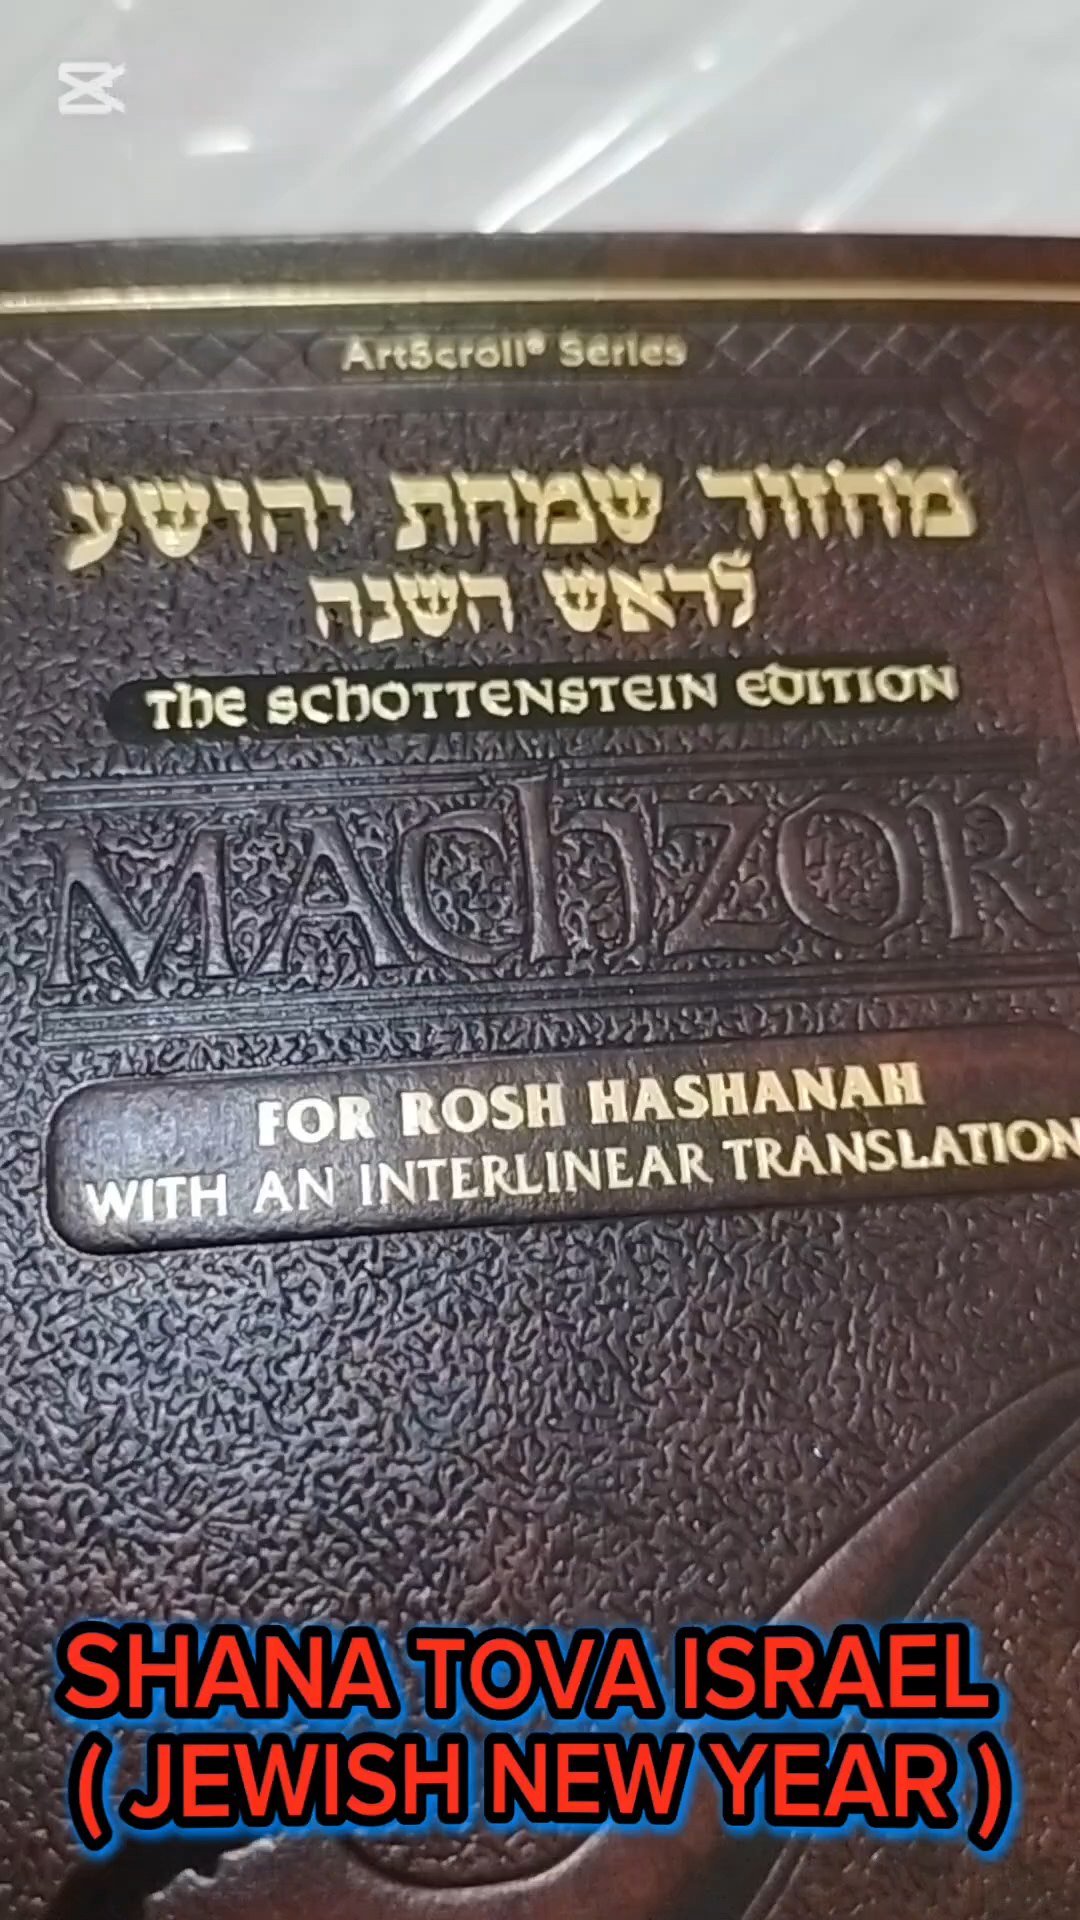 ArtScroll® Series
מחזור שמחת יהושע
לראש השנה
The Schottenstein Edition
MAChZOR
FOR ROSH HASHANAH
WITH AN INTERLINEAR TRANSLATION
SHANA TOVA ISRAEL
( JEWISH NEW YEAR )